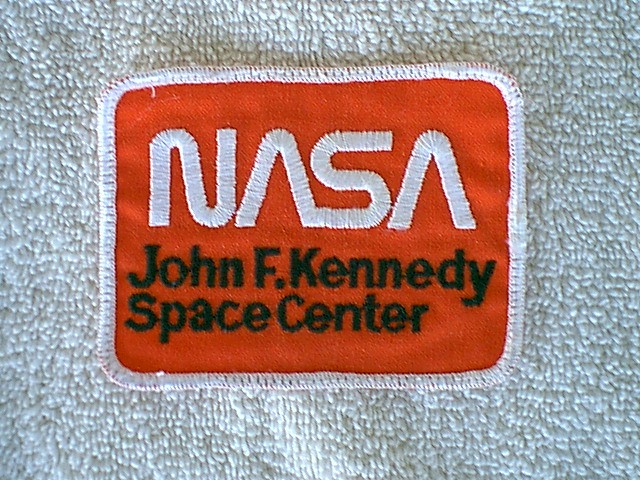 NASA
John F. Kennedy
Space Center